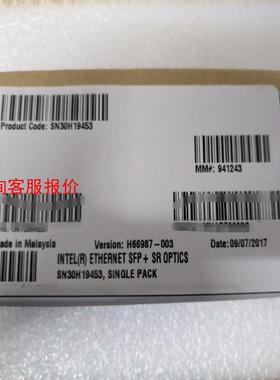 Product Code: SN30H19453
MM#: 941243
询客服报价
Made in Malaysia
Version: H66987-003
Date: 09/07/2017
INTEL(R) ETHERNET SFP+ SR OPTICS
SN30H19453, SINGLE PACK